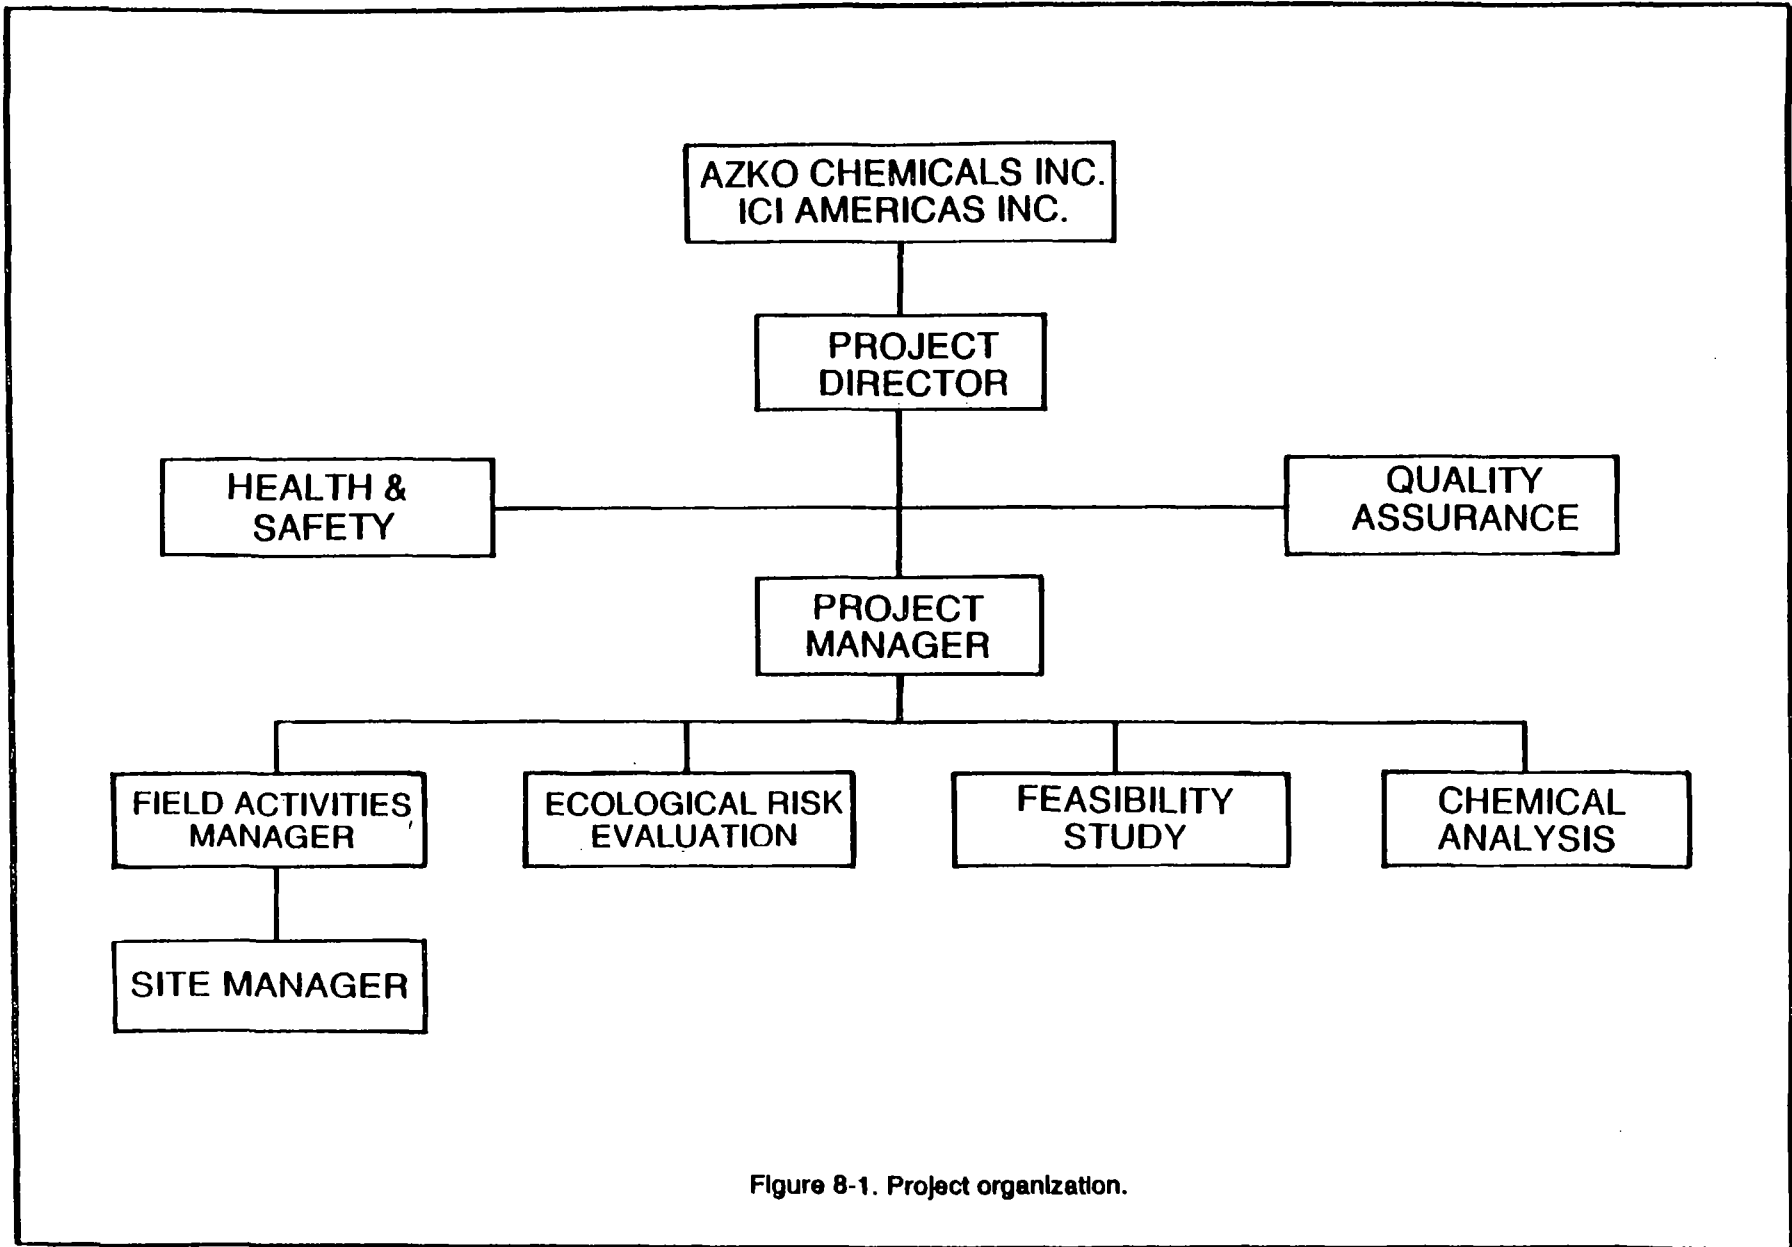 AZKO CHEMICALS INC.
ICI AMERICAS INC.
PROJECT
DIRECTOR
HEALTH &
SAFETY
QUALITY
ASSURANCE
PROJECT
MANAGER
FIELD ACTIVITIES
MANAGER
ECOLOGICAL RISK
EVALUATION
FEASIBILITY
STUDY
CHEMICAL
ANALYSIS
SITE MANAGER
Figure 8-1. Project organization.